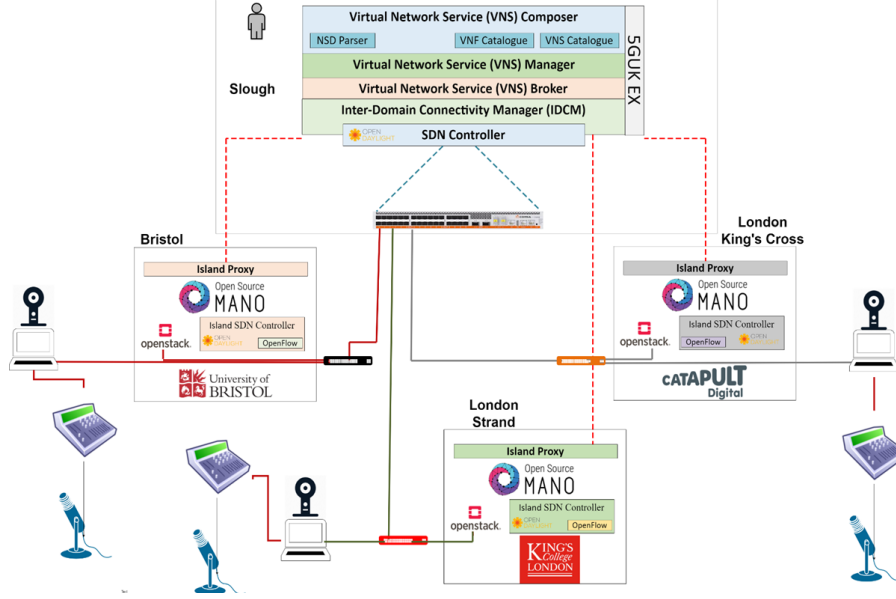 Virtual Network Service (VNS) Composer
NSD Parser
VNF Catalogue
VNS Catalogue
Virtual Network Service (VNS) Manager
Slough
Virtual Network Service (VNS) Broker
5GUK EX
Inter-Domain Connectivity Manager (IDCM)
OPEN
DAYLIGHT
SDN Controller
Bristol
London
King's Cross
Island Proxy
Open Source
MANO
Island SDN Controller
openstack.
OPEN
DAYLIGHT
OpenFlow
University of
BRISTOL
Island Proxy
Open Source
MANO
Island SDN Controller
openstack.
OpenFlow
OPEN
DAYLIGHT
CATAPULT
Digital
London
Strand
Island Proxy
Open Source
MANO
Island SDN Controller
openstack.
OPEN
DAYLIGHT
OpenFlow
KING'S
College
LONDON